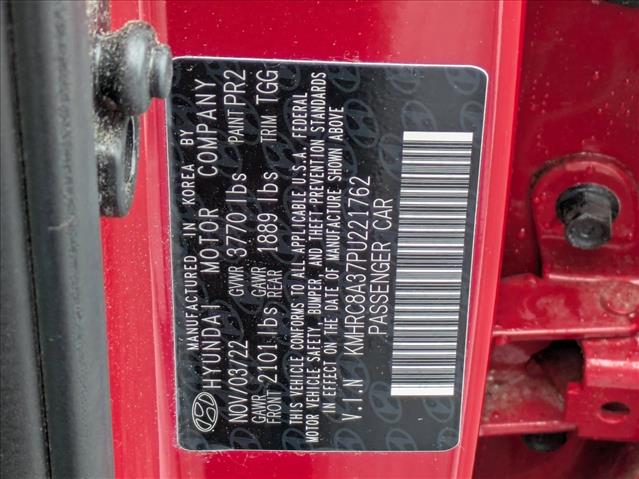 MANUFACTURED IN KOREA BY
HYUNDAI MOTOR COMPANY
NOV/03/22 GVWR 3770 lbs PAINT PR2
GAWR FRONT 2101 lbs GAWR REAR 1889 lbs TRIM TGG
THIS VEHICLE CONFORMS TO ALL APPLICABLE U.S.A. FEDERAL
MOTOR VEHICLE SAFETY, BUMPER, AND THEFT PREVENTION STANDARDS
IN EFFECT ON THE DATE OF MANUFACTURE SHOWN ABOVE
V.I.N KMHRC8A37PU221762
PASSENGER CAR